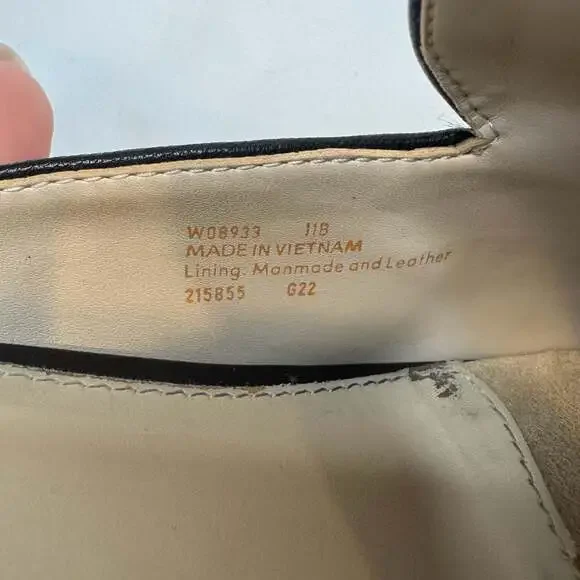 W08933 11B
MADE IN VIETNAM
Lining: Manmade and Leather
215855 G22